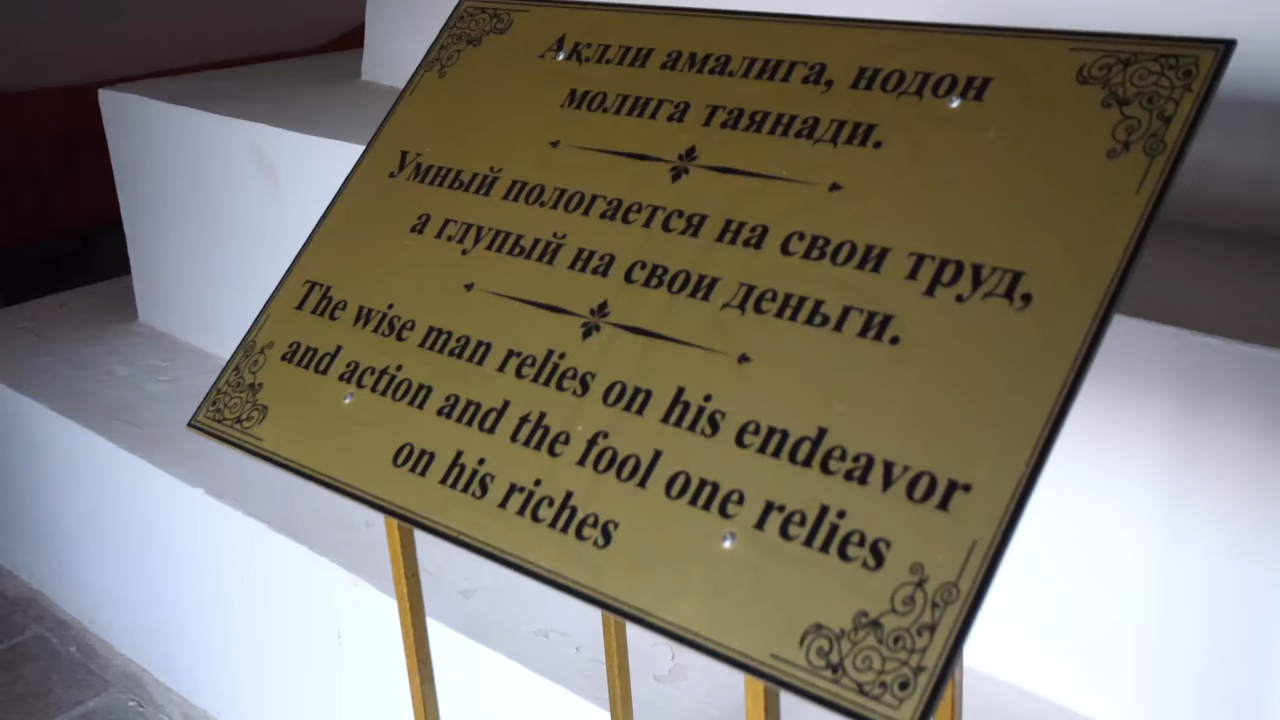 Ақлли амалига, нодон
молига таянади.
Умный пологается на свои труд,
а глупый на свои деньги.
The wise man relies on his endeavor
and action and the fool one relies
on his riches